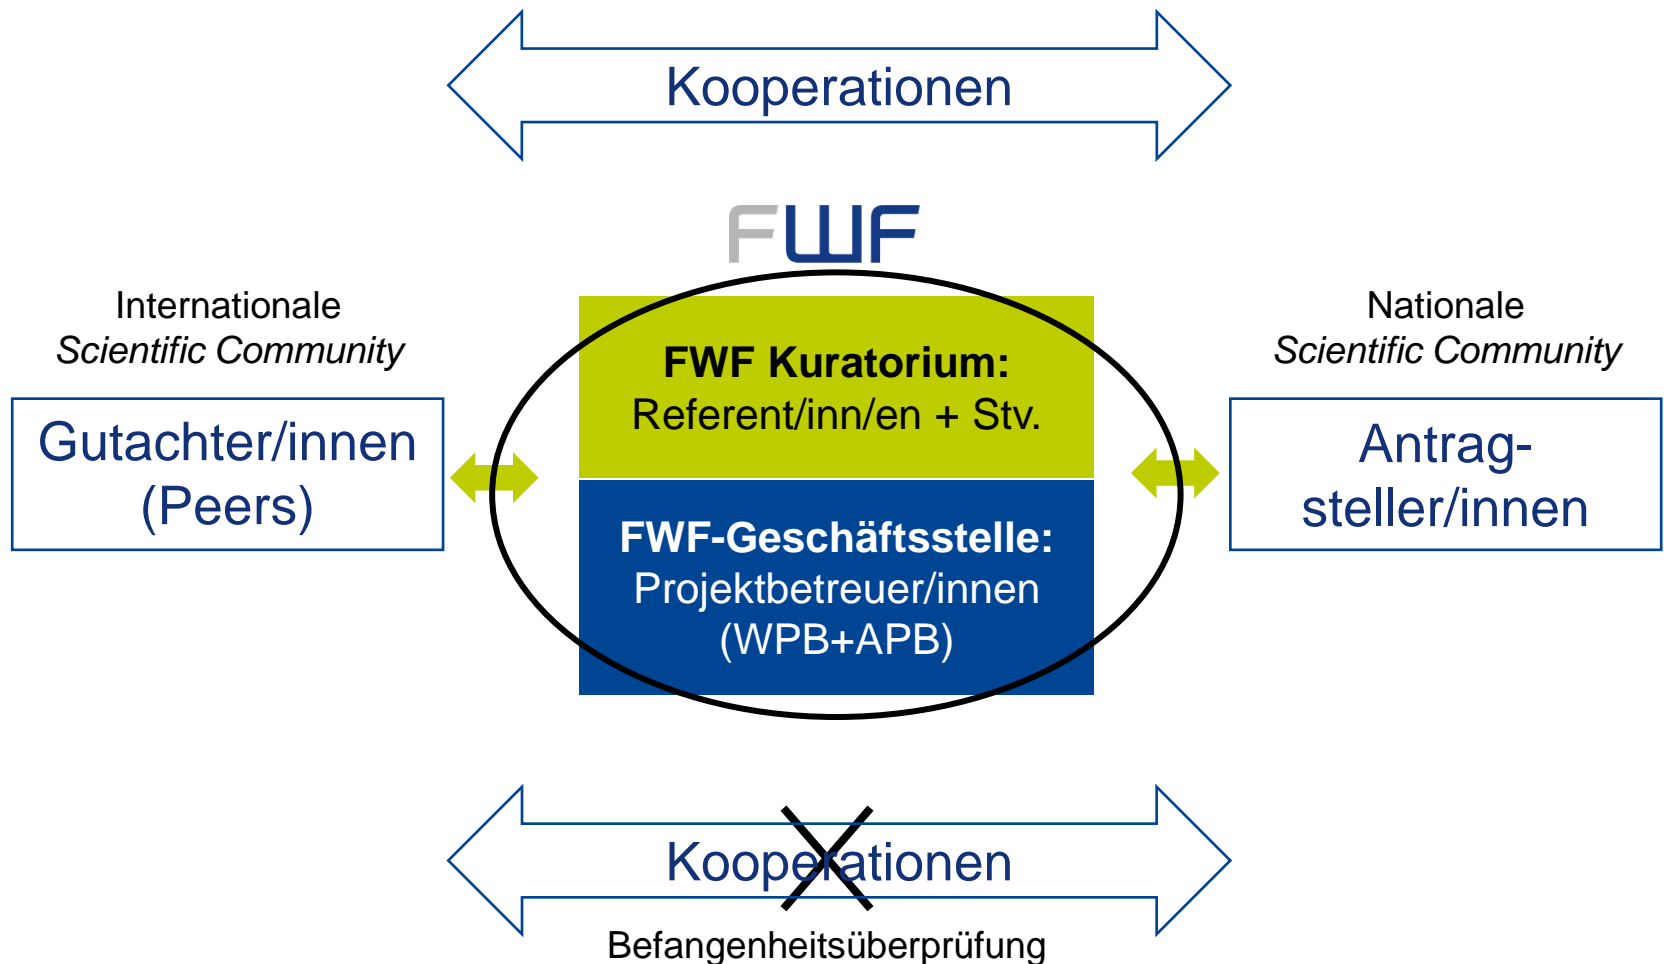 Kooperationen
FWF
Internationale
Scientific Community
Gutachter/innen
(Peers)
FWF Kuratorium:
Referent/inn/en + Stv.
FWF-Geschäftsstelle:
Projektbetreuer/innen
(WPB+APB)
Nationale
Scientific Community
Antrag-
steller/innen
Kooperationen
Befangenheitsüberprüfung